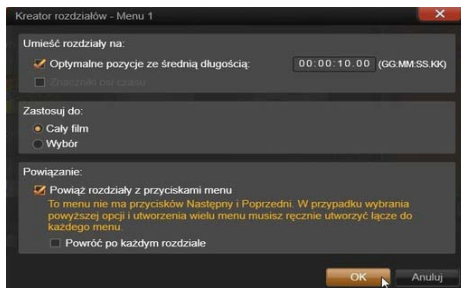 Kreator rozdziałów - Menu 1
Umieść rozdziały na:
Optymalne pozycje ze średnią długością: 00:00:10.00 (GG:MM:SS.KK)
Znaczniki osi czasu
Zastosuj do:
Cały film
Wybór
Powiązanie:
Powiąż rozdziały z przyciskami menu
To menu nie ma przycisków Następny i Poprzedni. W przypadku wybrania
powyższej opcji i utworzenia wielu menu musisz ręcznie utworzyć łącze do
każdego menu.
Powróć po każdym rozdziale
OK Anuluj